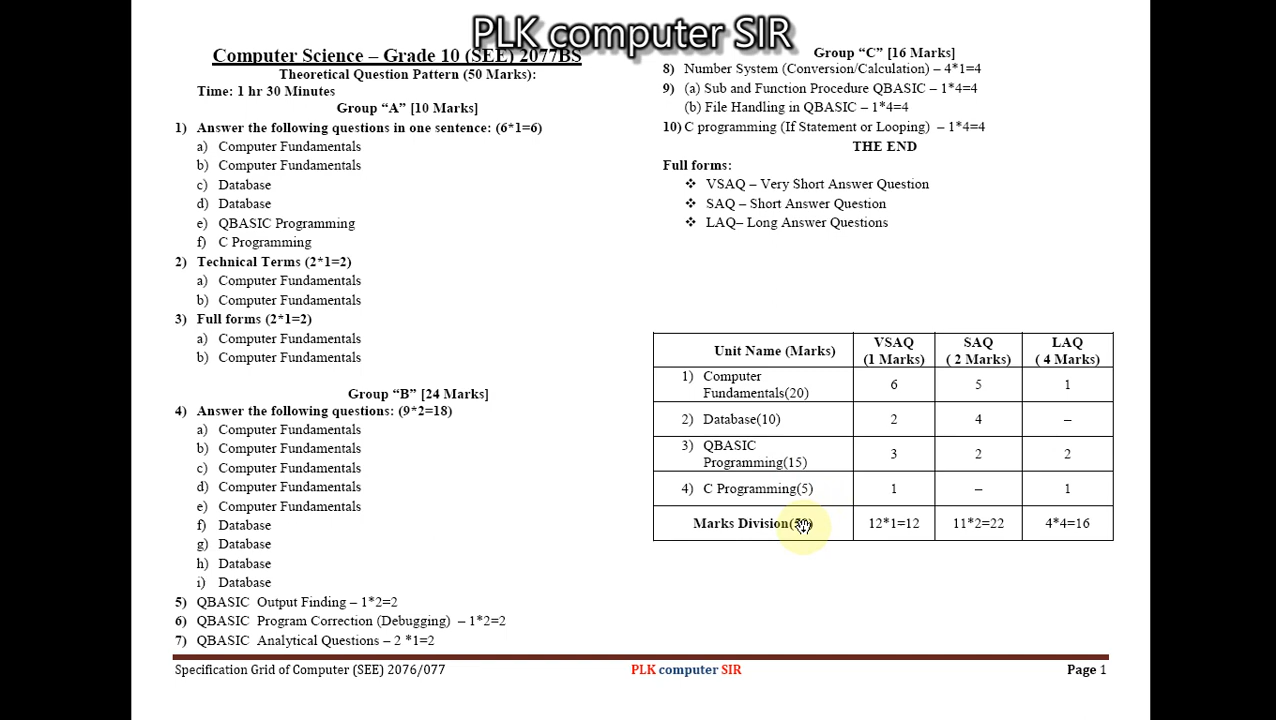 PLK computer SIR
Computer Science – Grade 10 (SEE) 2077BS
Theoretical Question Pattern (50 Marks):
Time: 1 hr 30 Minutes
Group “A” [10 Marks]
1) Answer the following questions in one sentence: (6*1=6)
a) Computer Fundamentals
b) Computer Fundamentals
c) Database
d) Database
e) QBASIC Programming
f) C Programming
2) Technical Terms (2*1=2)
a) Computer Fundamentals
b) Computer Fundamentals
3) Full forms (2*1=2)
a) Computer Fundamentals
b) Computer Fundamentals
Group “B” [24 Marks]
4) Answer the following questions: (9*2=18)
a) Computer Fundamentals
b) Computer Fundamentals
c) Computer Fundamentals
d) Computer Fundamentals
e) Computer Fundamentals
f) Database
g) Database
h) Database
i) Database
5) QBASIC Output Finding – 1*2=2
6) QBASIC Program Correction (Debugging) – 1*2=2
7) QBASIC Analytical Questions – 2 *1=2
Group “C” [16 Marks]
8) Number System (Conversion/Calculation) – 4*1=4
9) (a) Sub and Function Procedure QBASIC – 1*4=4
(b) File Handling in QBASIC – 1*4=4
10) C programming (If Statement or Looping) – 1*4=4
THE END
Full forms:
❖ VSAQ – Very Short Answer Question
❖ SAQ – Short Answer Question
❖ LAQ– Long Answer Questions
Unit Name (Marks) VSAQ (1 Marks) SAQ ( 2 Marks) LAQ ( 4 Marks)
1) Computer Fundamentals(20) 6 5 1
2) Database(10) 2 4 –
3) QBASIC Programming(15) 3 2 2
4) C Programming(5) 1 – 1
Marks Division 12*1=12 11*2=22 4*4=16
Specification Grid of Computer (SEE) 2076/077 PLK computer SIR Page 1